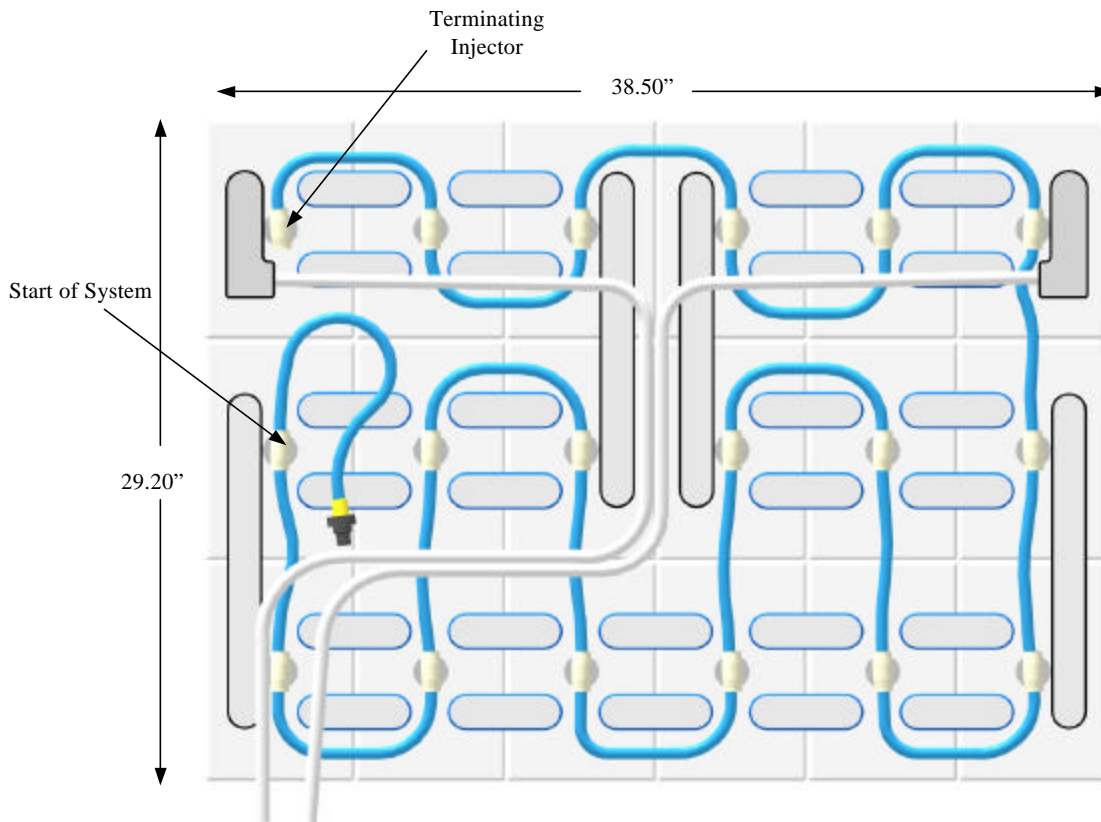 Terminating
Injector
38.50”
Start of System
29.20”